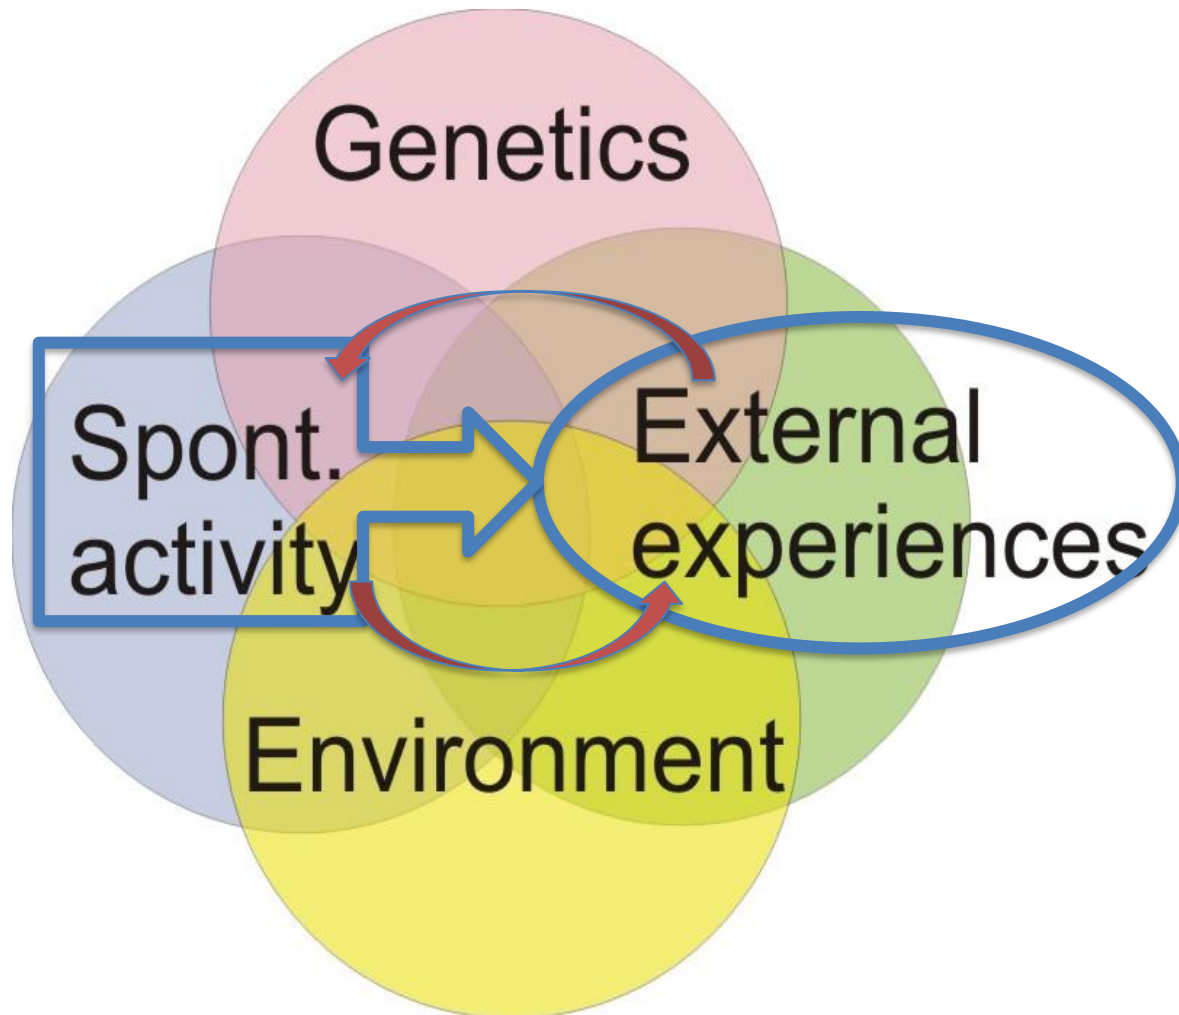 Genetics
Spont.
activity
External
experiences
Environment